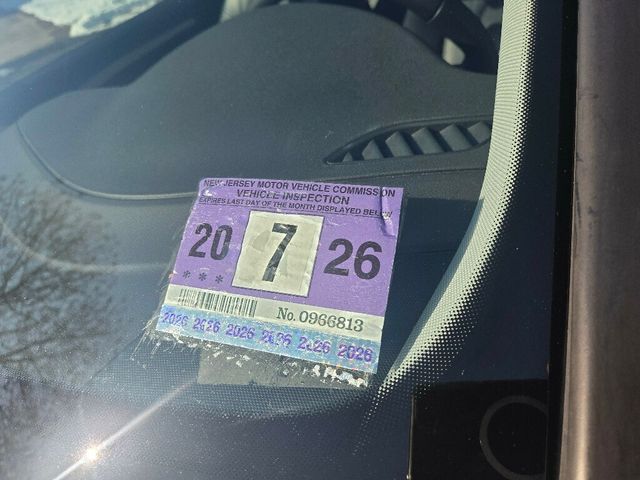 NEW JERSEY MOTOR VEHICLE COMMISSION
VEHICLE INSPECTION
EXPIRES LAST DAY OF THE MONTH DISPLAYED BELOW
20 7 26
* * *
No. 0966813
2026 2026 2026 2026 2026 2026